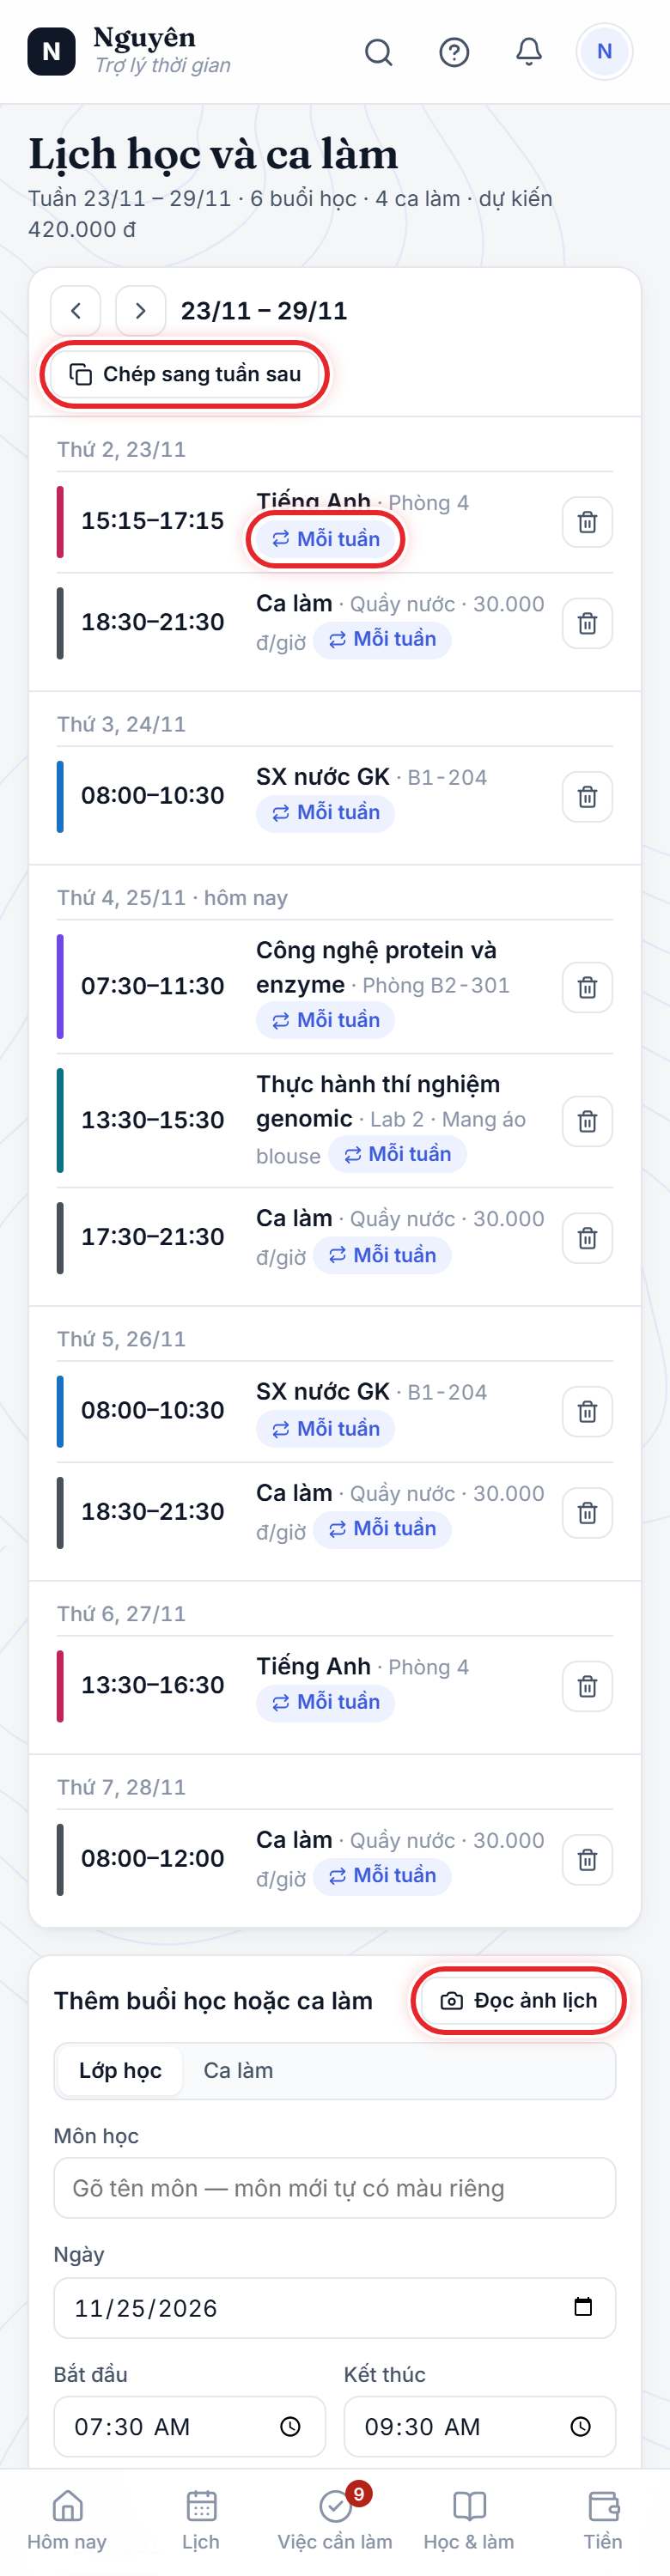 N
Nguyên
Trợ lý thời gian
N
Lịch học và ca làm
Tuần 23/11 – 29/11 · 6 buổi học · 4 ca làm · dự kiến
420.000 đ
23/11 – 29/11
Chép sang tuần sau
Thứ 2, 23/11
15:15–17:15
Tiếng Anh · Phòng 4
Mỗi tuần
18:30–21:30
Ca làm · Quầy nước · 30.000
đ/giờ Mỗi tuần
Thứ 3, 24/11
08:00–10:30
SX nước GK · B1-204
Mỗi tuần
Thứ 4, 25/11 · hôm nay
07:30–11:30
Công nghệ protein và
enzyme · Phòng B2-301
Mỗi tuần
13:30–15:30
Thực hành thí nghiệm
genomic · Lab 2 · Mang áo
blouse Mỗi tuần
17:30–21:30
Ca làm · Quầy nước · 30.000
đ/giờ Mỗi tuần
Thứ 5, 26/11
08:00–10:30
SX nước GK · B1-204
Mỗi tuần
18:30–21:30
Ca làm · Quầy nước · 30.000
đ/giờ Mỗi tuần
Thứ 6, 27/11
13:30–16:30
Tiếng Anh · Phòng 4
Mỗi tuần
Thứ 7, 28/11
08:00–12:00
Ca làm · Quầy nước · 30.000
đ/giờ Mỗi tuần
Thêm buổi học hoặc ca làm
Đọc ảnh lịch
Lớp học
Ca làm
Môn học
Gõ tên môn — môn mới tự có màu riêng
Ngày
11/25/2026
Bắt đầu
Kết thúc
07:30 AM
09:30 AM
9
Hôm nay
Lịch
Việc cần làm
Học & làm
Tiền